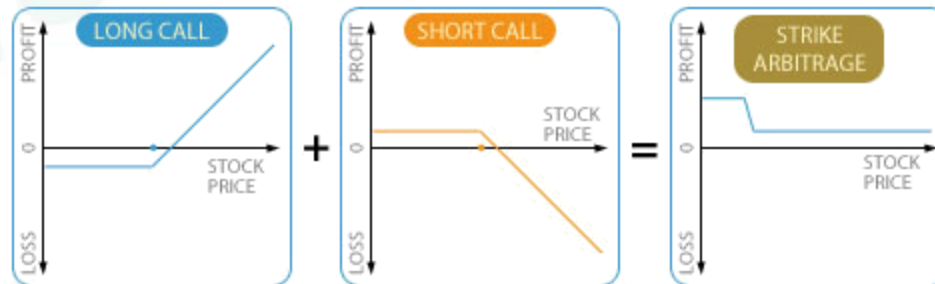 LONG CALL
PROFIT
0
LOSS
STOCK
PRICE
+
SHORT CALL
PROFIT
0
LOSS
STOCK
PRICE
=
STRIKE
ARBITRAGE
PROFIT
0
LOSS
STOCK
PRICE